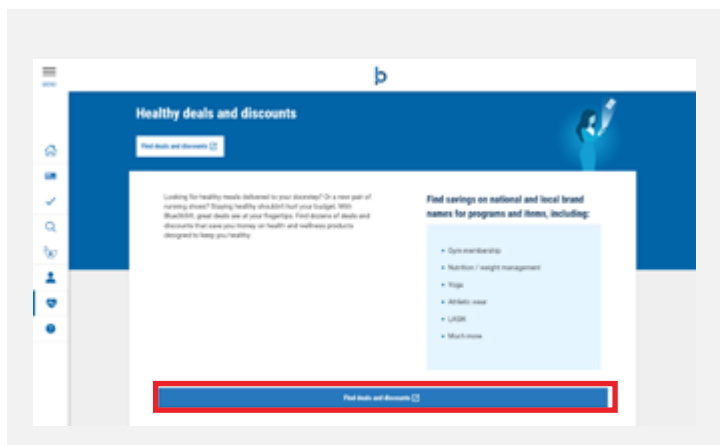 MENU
b
Healthy deals and discounts
Find deals and discounts
Looking for healthy meals delivered to your doorstep? Or a new pair of
running shoes? Staying healthy shouldn't hurt your budget. With
Blue365®, great deals are at your fingertips. Find dozens of deals and
discounts that save you money on health and wellness products
designed to keep you healthy.
Find savings on national and local brand
names for programs and items, including:
• Gym membership
• Nutrition / weight management
• Yoga
• Athletic wear
• LASIK
• Much more
Find deals and discounts